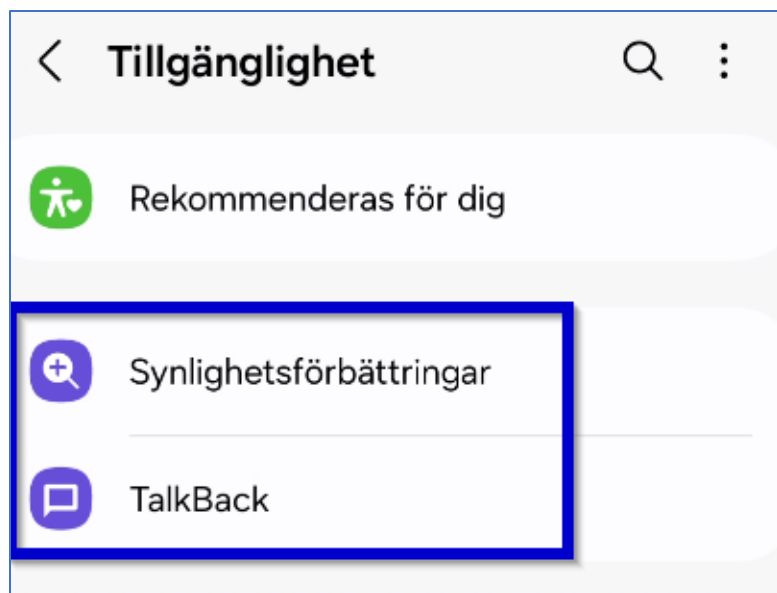 Tillgänglighet
Rekommenderas för dig
Synlighetsförbättringar
TalkBack